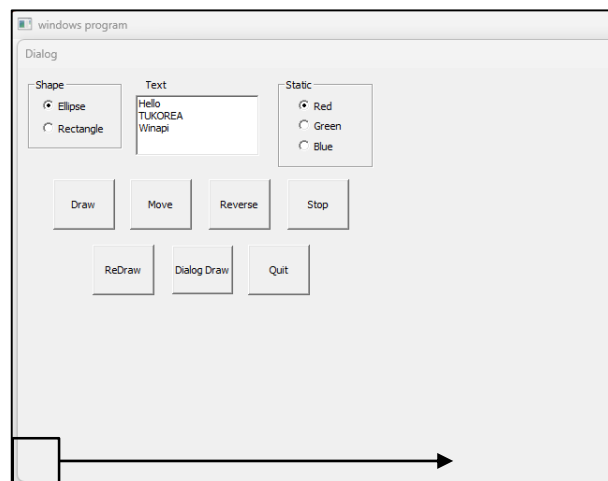 windows program
Dialog
Shape
Ellipse
Rectangle
Text
Hello
TUKOREA
Winapi
Static
Red
Green
Blue
Draw
Move
Reverse
Stop
ReDraw
Dialog Draw
Quit